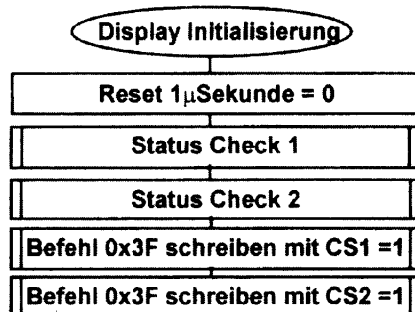 Display Initialisierung
Reset 1µSekunde = 0
Status Check 1
Status Check 2
Befehl 0x3F schreiben mit CS1 =1
Befehl 0x3F schreiben mit CS2 =1